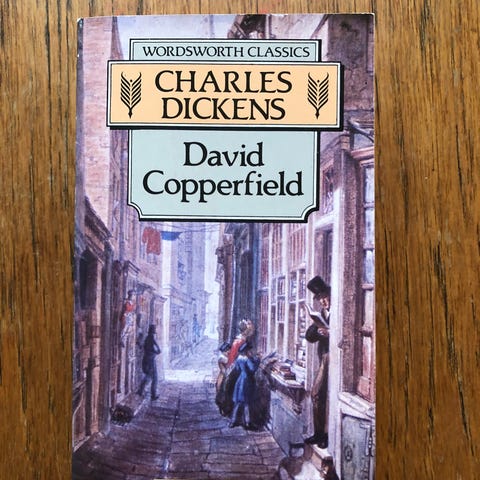 WORDSWORTH CLASSICS
CHARLES
DICKENS
David
Copperfield